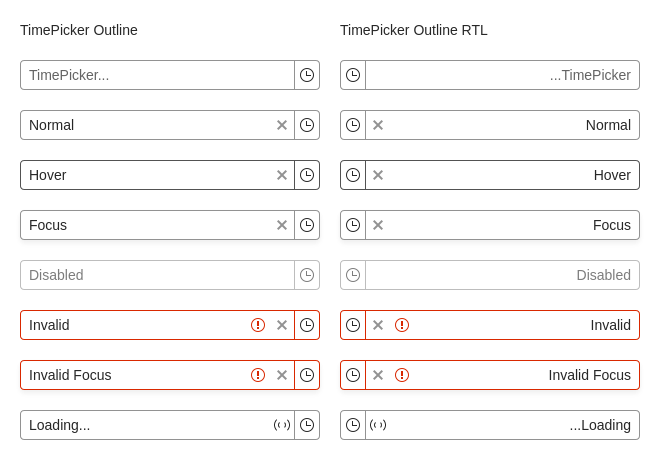 TimePicker Outline
TimePicker...
Normal
Hover
Focus
Disabled
Invalid
Invalid Focus
Loading...
TimePicker Outline RTL
...TimePicker
Normal
Hover
Focus
Disabled
Invalid
Invalid Focus
...Loading